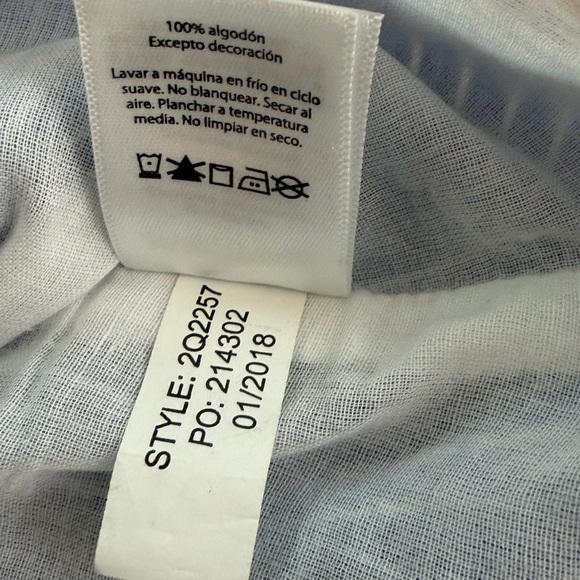 100% algodón
Excepto decoración
Lavar a máquina en frío en ciclo
suave. No blanquear. Secar al
aire. Planchar a temperatura
media. No limpiar en seco.
STYLE: 2Q2257
PO: 214302
01/2018